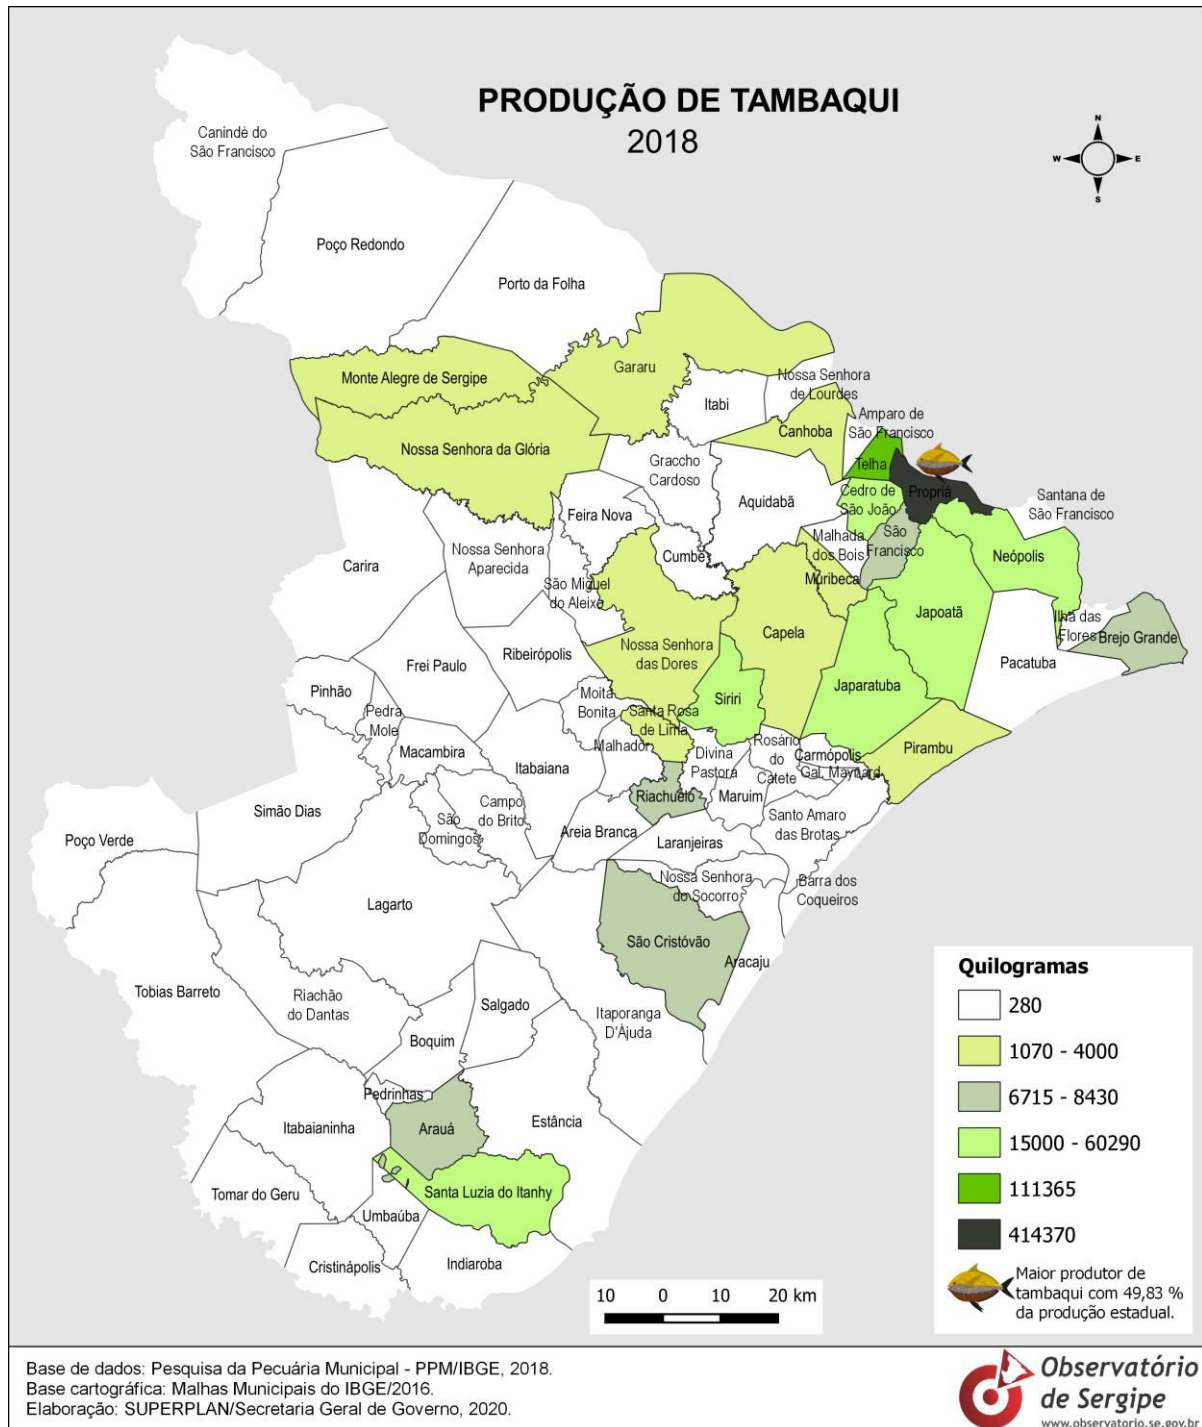 PRODUÇÃO DE TAMBAQUI
2018
N
W
E
S
Canindé do
São Francisco
Poço Redondo
Porto da Folha
Monte Alegre de Sergipe
Gararu
Nossa Senhora
de Lourdes
Itabi
Nossa Senhora da Glória
Canhoba
Amparo de
São Francisco
Graccho
Cardoso
Telha
Aquidabã
Cedro de
São João
Propriá
Santana de
São Francisco
Feira Nova
Carira
Nossa Senhora
Aparecida
Cumbe
Malhada
dos Bois
São
Francisco
Neópolis
São Miguel
do Aleixo
Muribeca
Japoatã
Ilha das
Flores
Brejo Grande
Capela
Nossa Senhora
das Dores
Ribeirópolis
Frei Paulo
Pacatuba
Japaratuba
Pinhão
Moita
Bonita
Siriri
Pedra
Mole
Santa Rosa
de Lima
Pirambu
Macambira
Itabaiana
Malhador
Divina
Pastora
Rosário
do
Catete
Carmópolis
Gal. Maynard
Riachuelo
Maruim
Simão Dias
Campo
do Brito
São
Domingos
Areia Branca
Santo Amaro
das Brotas
Poço Verde
Laranjeiras
Nossa Senhora
do Socorro
Barra dos
Coqueiros
Lagarto
São Cristóvão
Aracaju
Tobias Barreto
Riachão
do Dantas
Salgado
Itaporanga
D'Ájuda
Boquim
Pedrinhas
Itabaianinha
Arauá
Estância
Tomar do Geru
Santa Luzia do Itanhy
Umbaúba
Cristinápolis
Indiaroba
Quilogramas
280
1070 - 4000
6715 - 8430
15000 - 60290
111365
414370
Maior produtor de
tambaqui com 49,83 %
da produção estadual.
10 0 10 20 km
Base de dados: Pesquisa da Pecuária Municipal - PPM/IBGE, 2018.
Base cartográfica: Malhas Municipais do IBGE/2016.
Elaboração: SUPERPLAN/Secretaria Geral de Governo, 2020.
Observatório
de Sergipe
www.observatorio.se.gov.br